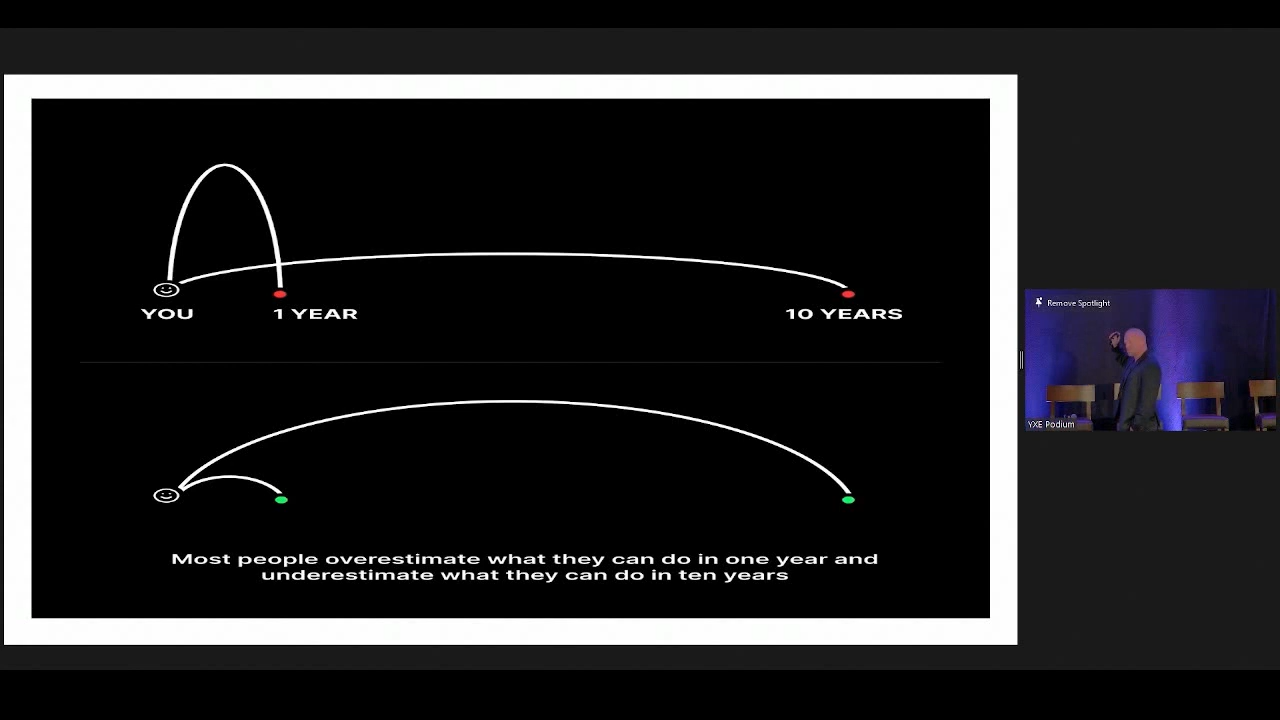 YOU
1 YEAR
10 YEARS
Most people overestimate what they can do in one year and
underestimate what they can do in ten years
Remove Spotlight
YXE Podium